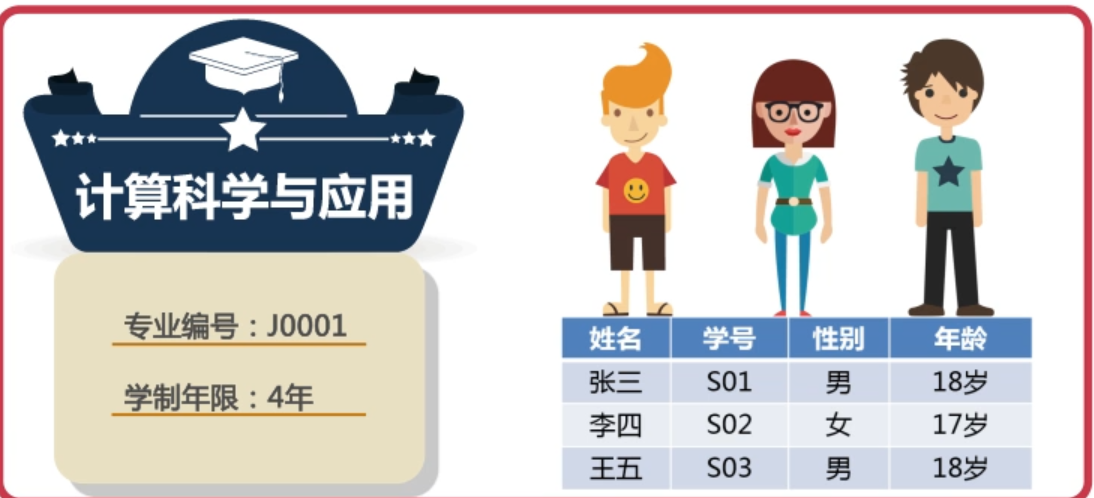 计算科学与应用
专业编号：J0001
学制年限：4年
姓名 学号 性别 年龄
张三 S01 男 18岁
李四 S02 女 17岁
王五 S03 男 18岁